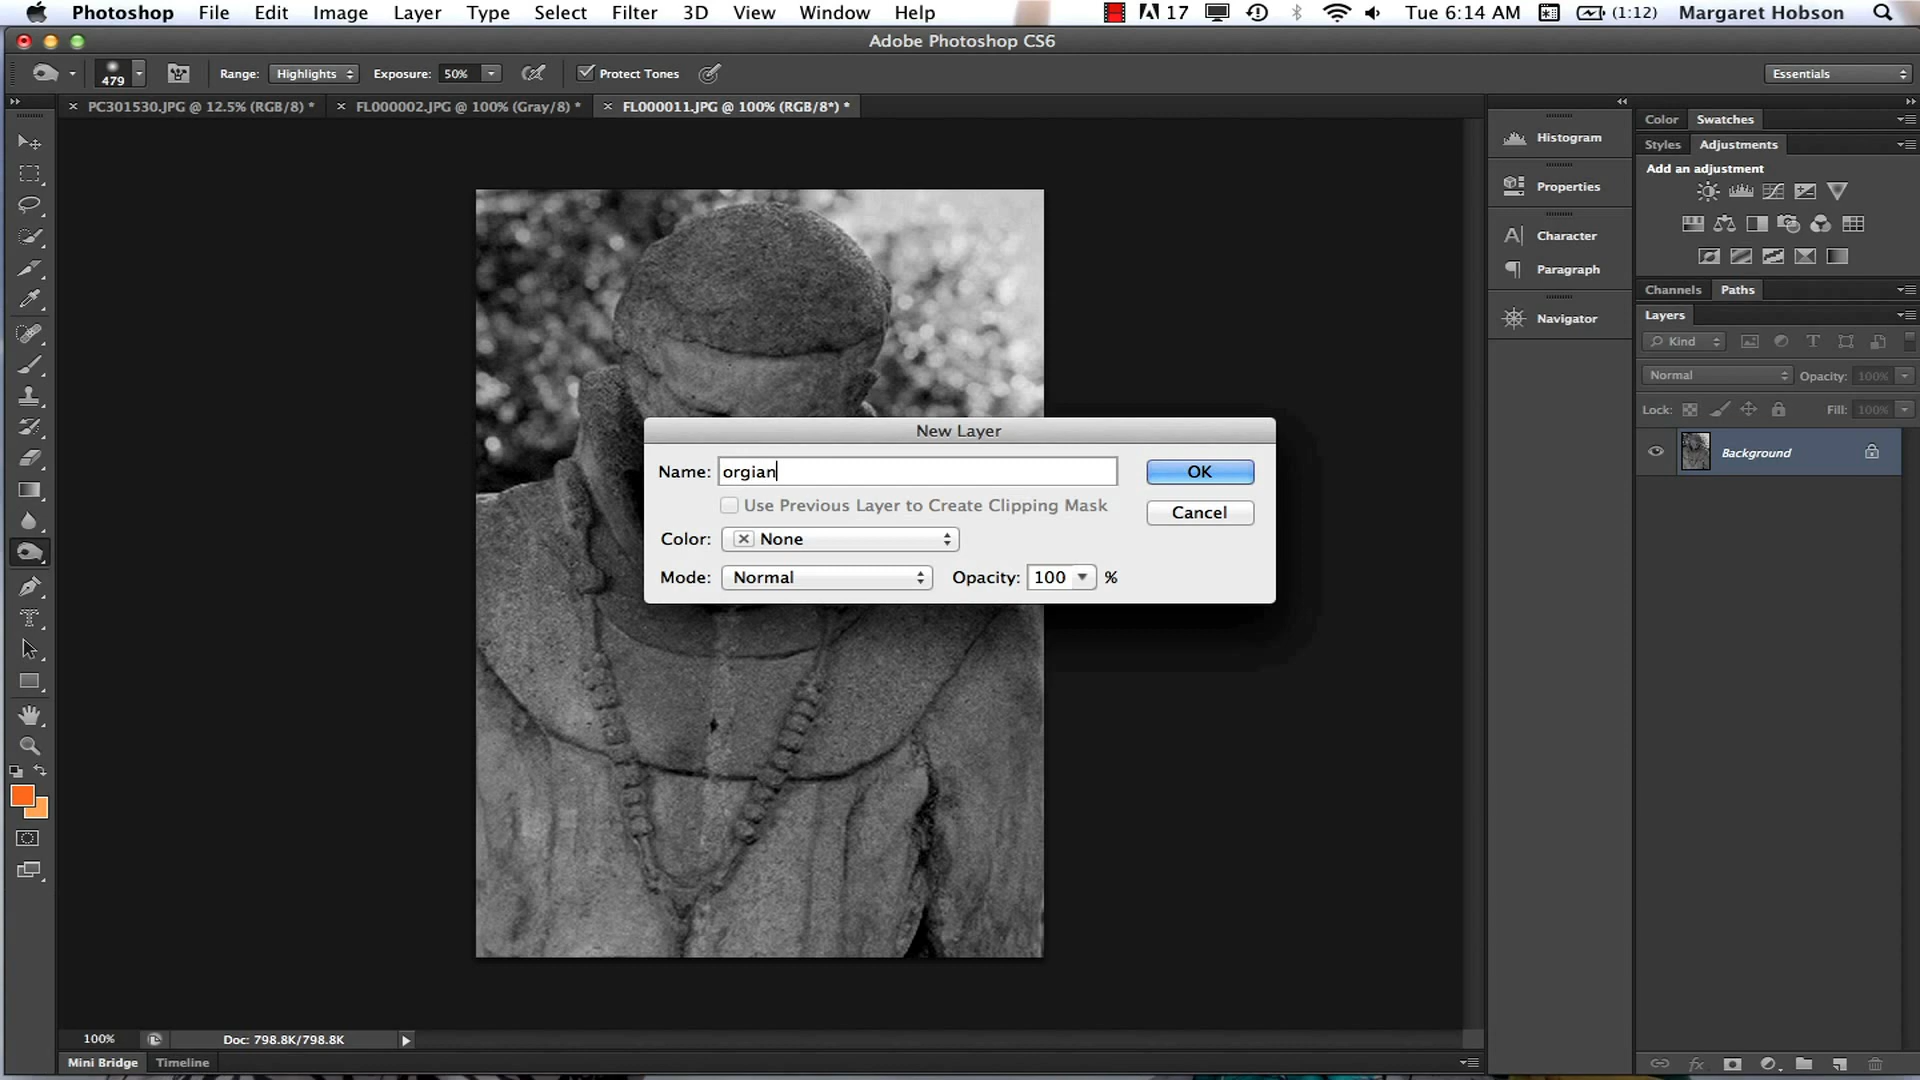 Photoshop File Edit Image Layer Type Select Filter 3D View Window Help 17 Tue 6:14 AM (1:12) Margaret Hobson
Adobe Photoshop CS6
479 Range: Highlights Exposure: 50% Protect Tones Essentials
PC301530.JPG @ 12.5% (RGB/8) * FL000002.JPG @ 100% (Gray/8) * FL000011.JPG @ 100% (RGB/8*) *
Histogram
Properties
Character
Paragraph
Navigator
Color Swatches
Styles Adjustments
Add an adjustment
Channels Paths
Layers
Kind
Normal Opacity: 100%
Lock: Fill: 100%
Background
New Layer
Name: orgian OK
Use Previous Layer to Create Clipping Mask
Cancel
Color: None
Mode: Normal Opacity: 100 %
100% Doc: 798.8K/798.8K
Mini Bridge Timeline